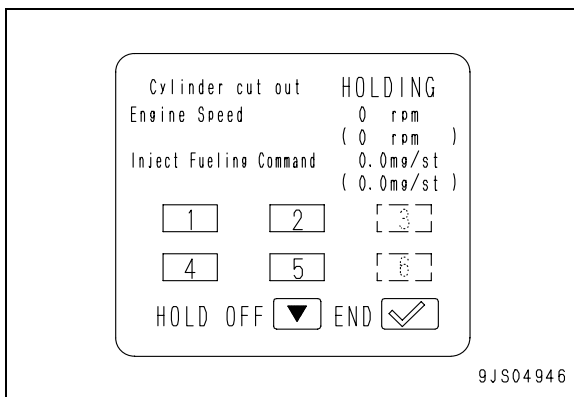 Cylinder cut out HOLDING
Engine Speed 0 rpm
( 0 rpm )
Inject Fueling Command 0.0mg/st
( 0.0mg/st )
1 2 3
4 5 6
HOLD OFF ▼ END ✓
9JS04946